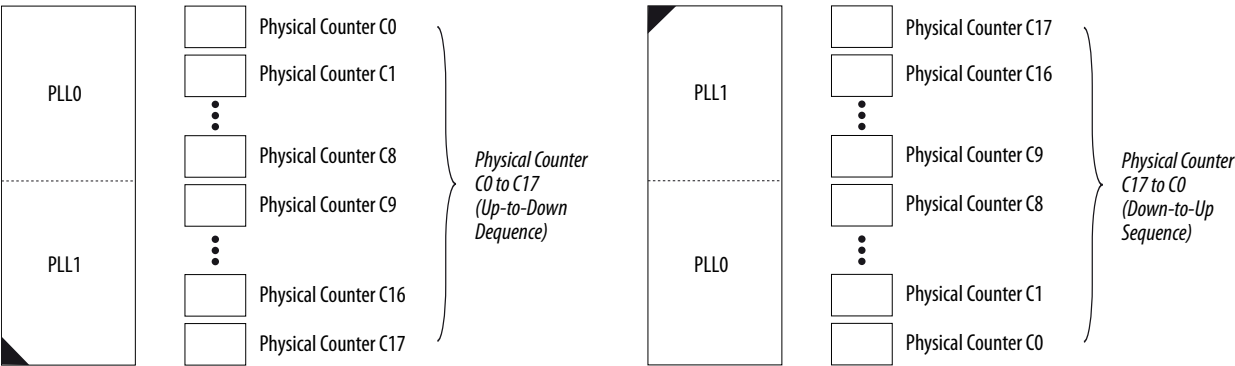 PLL0
PLL1
Physical Counter C0
Physical Counter C1
Physical Counter C8
Physical Counter C9
Physical Counter C16
Physical Counter C17
Physical Counter
C0 to C17
(Up-to-Down
Dequence)
PLL1
PLL0
Physical Counter C17
Physical Counter C16
Physical Counter C9
Physical Counter C8
Physical Counter C1
Physical Counter C0
Physical Counter
C17 to C0
(Down-to-Up
Sequence)